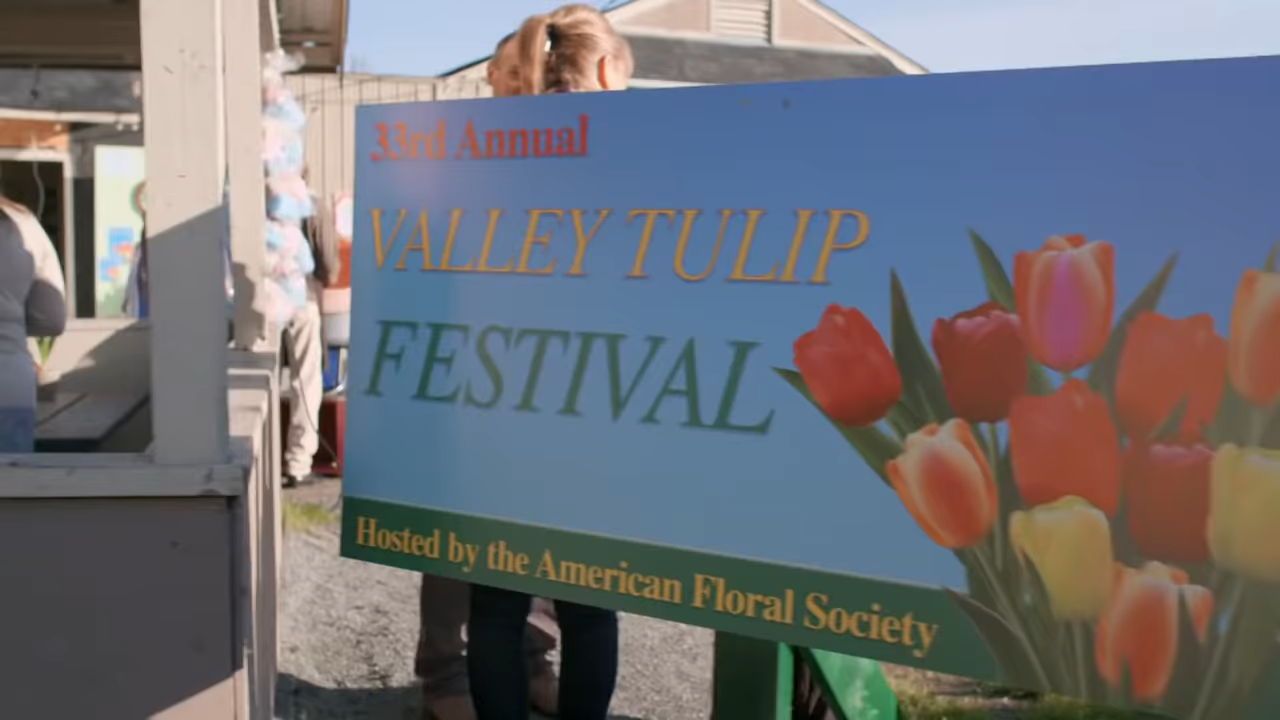 33rd Annual
VALLEY TULIP
FESTIVAL
Hosted by the American Floral Society